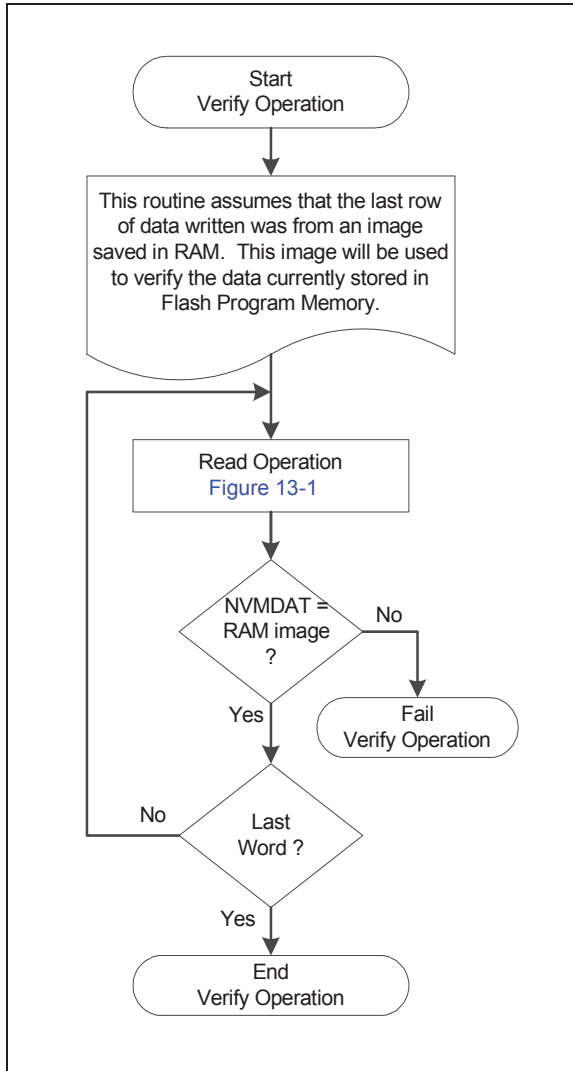 Start
Verify Operation
This routine assumes that the last row
of data written was from an image
saved in RAM. This image will be used
to verify the data currently stored in
Flash Program Memory.
Read Operation
Figure 13-1
NVMDAT =
RAM image
?
No
Yes
Fail
Verify Operation
No
Last
Word ?
Yes
End
Verify Operation